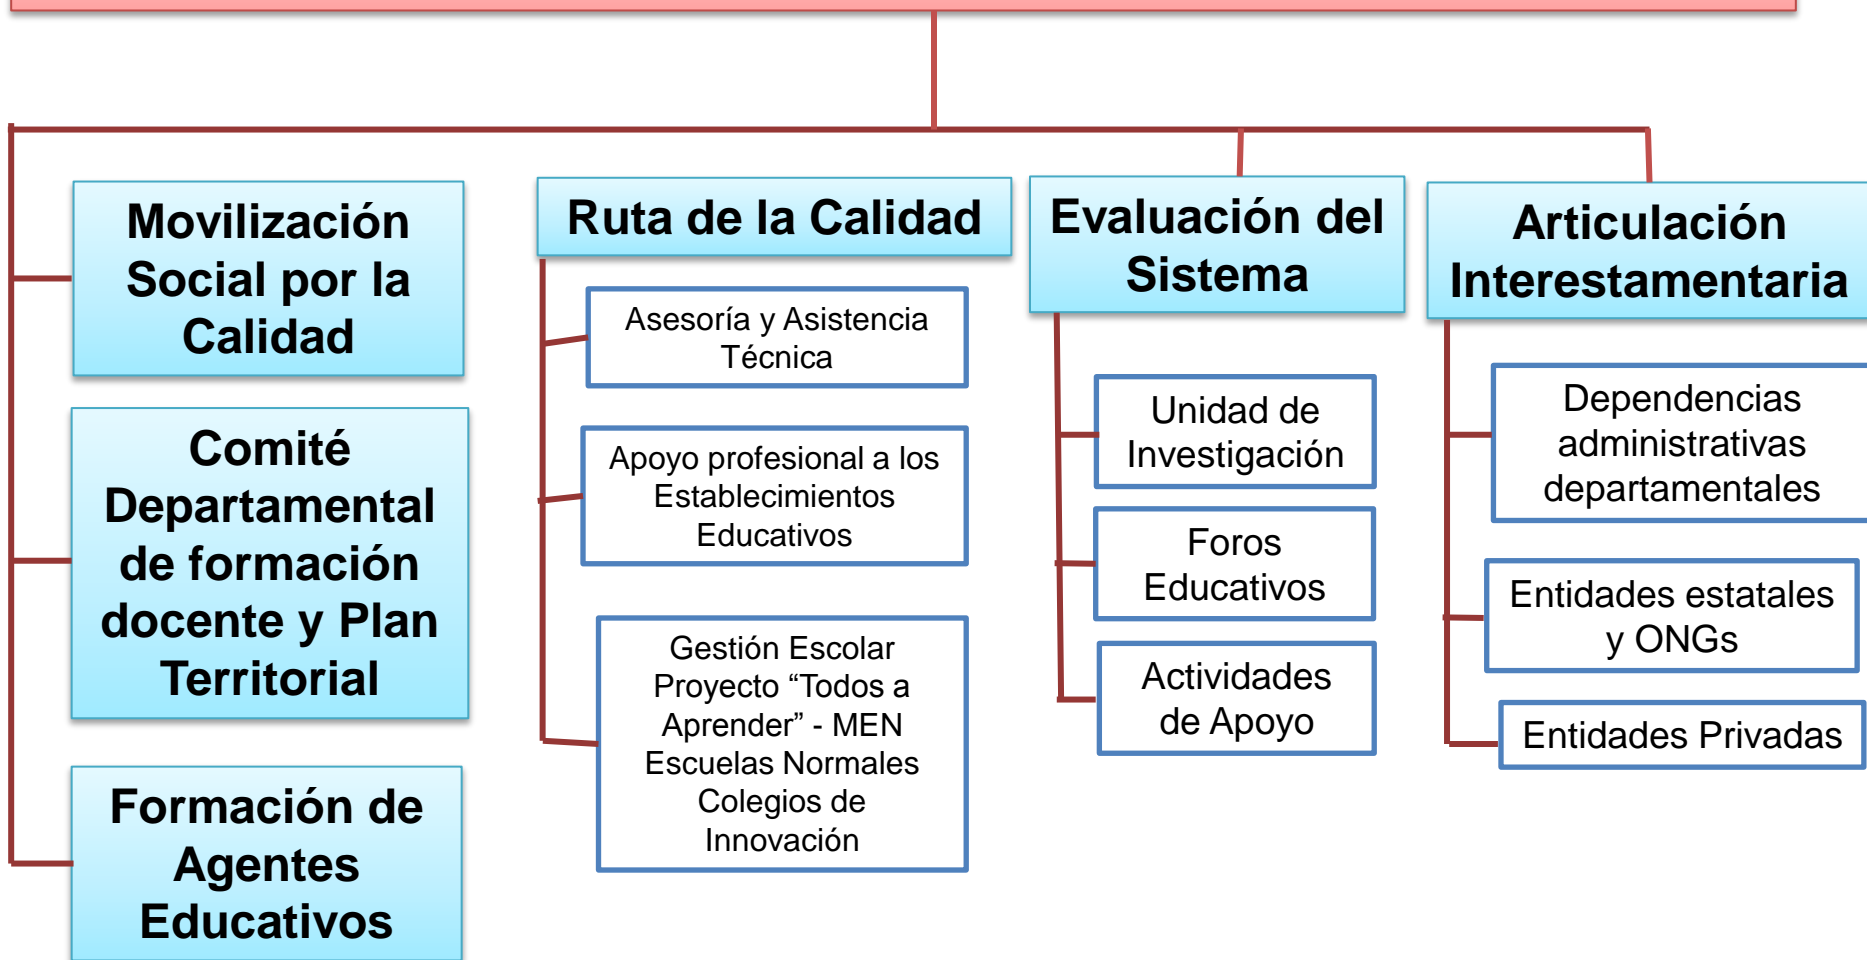 Movilización
Social por la
Calidad
Comité
Departamental
de formación
docente y Plan
Territorial
Formación de
Agentes
Educativos
Ruta de la Calidad
Asesoría y Asistencia
Técnica
Apoyo profesional a los
Establecimientos
Educativos
Gestión Escolar
Proyecto “Todos a
Aprender” - MEN
Escuelas Normales
Colegios de
Innovación
Evaluación del
Sistema
Unidad de
Investigación
Foros
Educativos
Actividades
de Apoyo
Articulación
Interestamentaria
Dependencias
administrativas
departamentales
Entidades estatales
y ONGs
Entidades Privadas